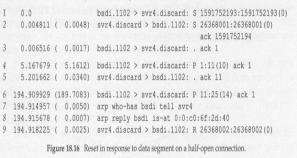 1 0.0 bsdi.1102 > svr4.discard: S 1591752193:1591752193(0)
2 0.004811 ( 0.0048) svr4.discard > bsdi.1102: S 26368001:26368001(0)
ack 1591752194
3 0.006516 ( 0.0017) bsdi.1102 > svr4.discard: . ack 1
4 5.167679 ( 5.1612) bsdi.1102 > svr4.discard: P 1:11(10) ack 1
5 5.201662 ( 0.0340) svr4.discard > bsdi.1102: . ack 11
6 194.909929 (189.7083) bsdi.1102 > svr4.discard: P 11:25(14) ack 1
7 194.914957 ( 0.0050) arp who-has bsdi tell svr4
8 194.915678 ( 0.0007) arp reply bsdi is-at 0:0:c0:6f:2d:40
9 194.918225 ( 0.0025) svr4.discard > bsdi.1102: R 26368002:26368002(0)
Figure 18.16 Reset in response to data segment on a half-open connection.